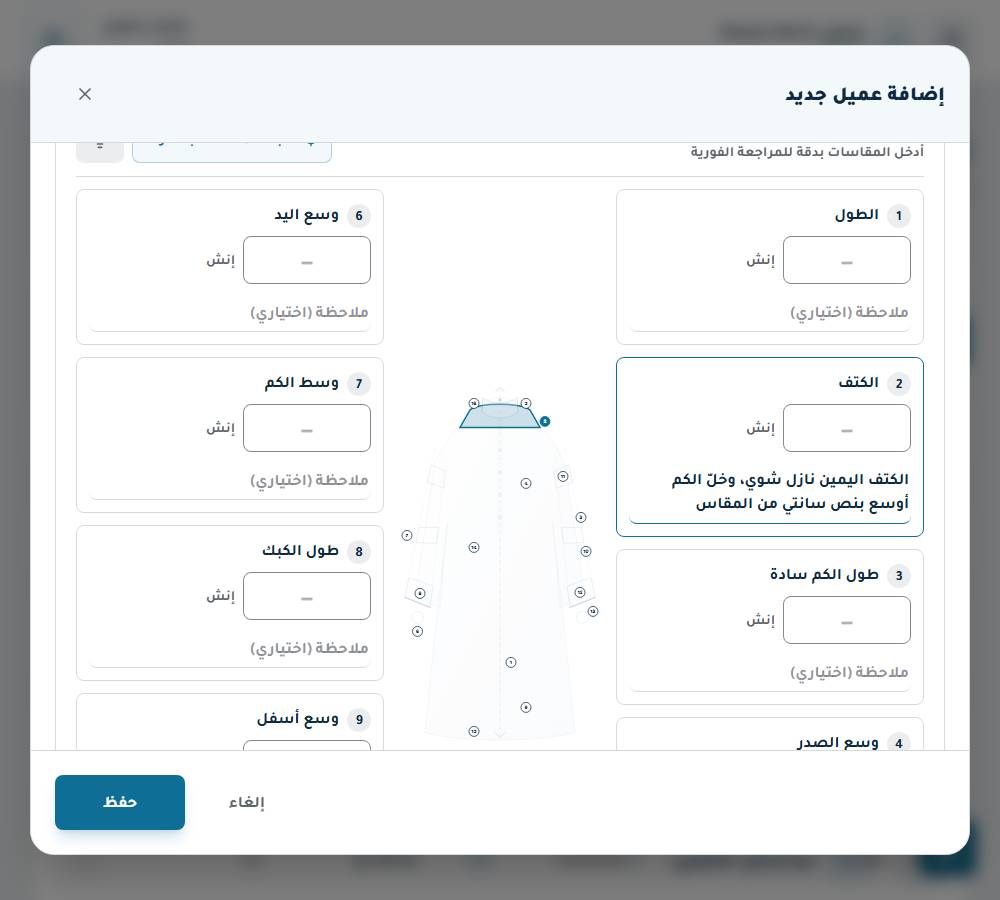 إضافة عميل جديد
أدخل المقاسات بدقة للمراجعة الفورية
1 الطول
– إنش
ملاحظة (اختياري)
2 الكتف
– إنش
الكتف اليمين نازل شوي، وخلّ الكم
أوسع بنص سانتي من المقاس
3 طول الكم سادة
– إنش
ملاحظة (اختياري)
4 وسع الصدر
6 وسع اليد
– إنش
ملاحظة (اختياري)
7 وسط الكم
– إنش
ملاحظة (اختياري)
8 طول الكبك
– إنش
ملاحظة (اختياري)
9 وسع أسفل
إلغاء
حفظ